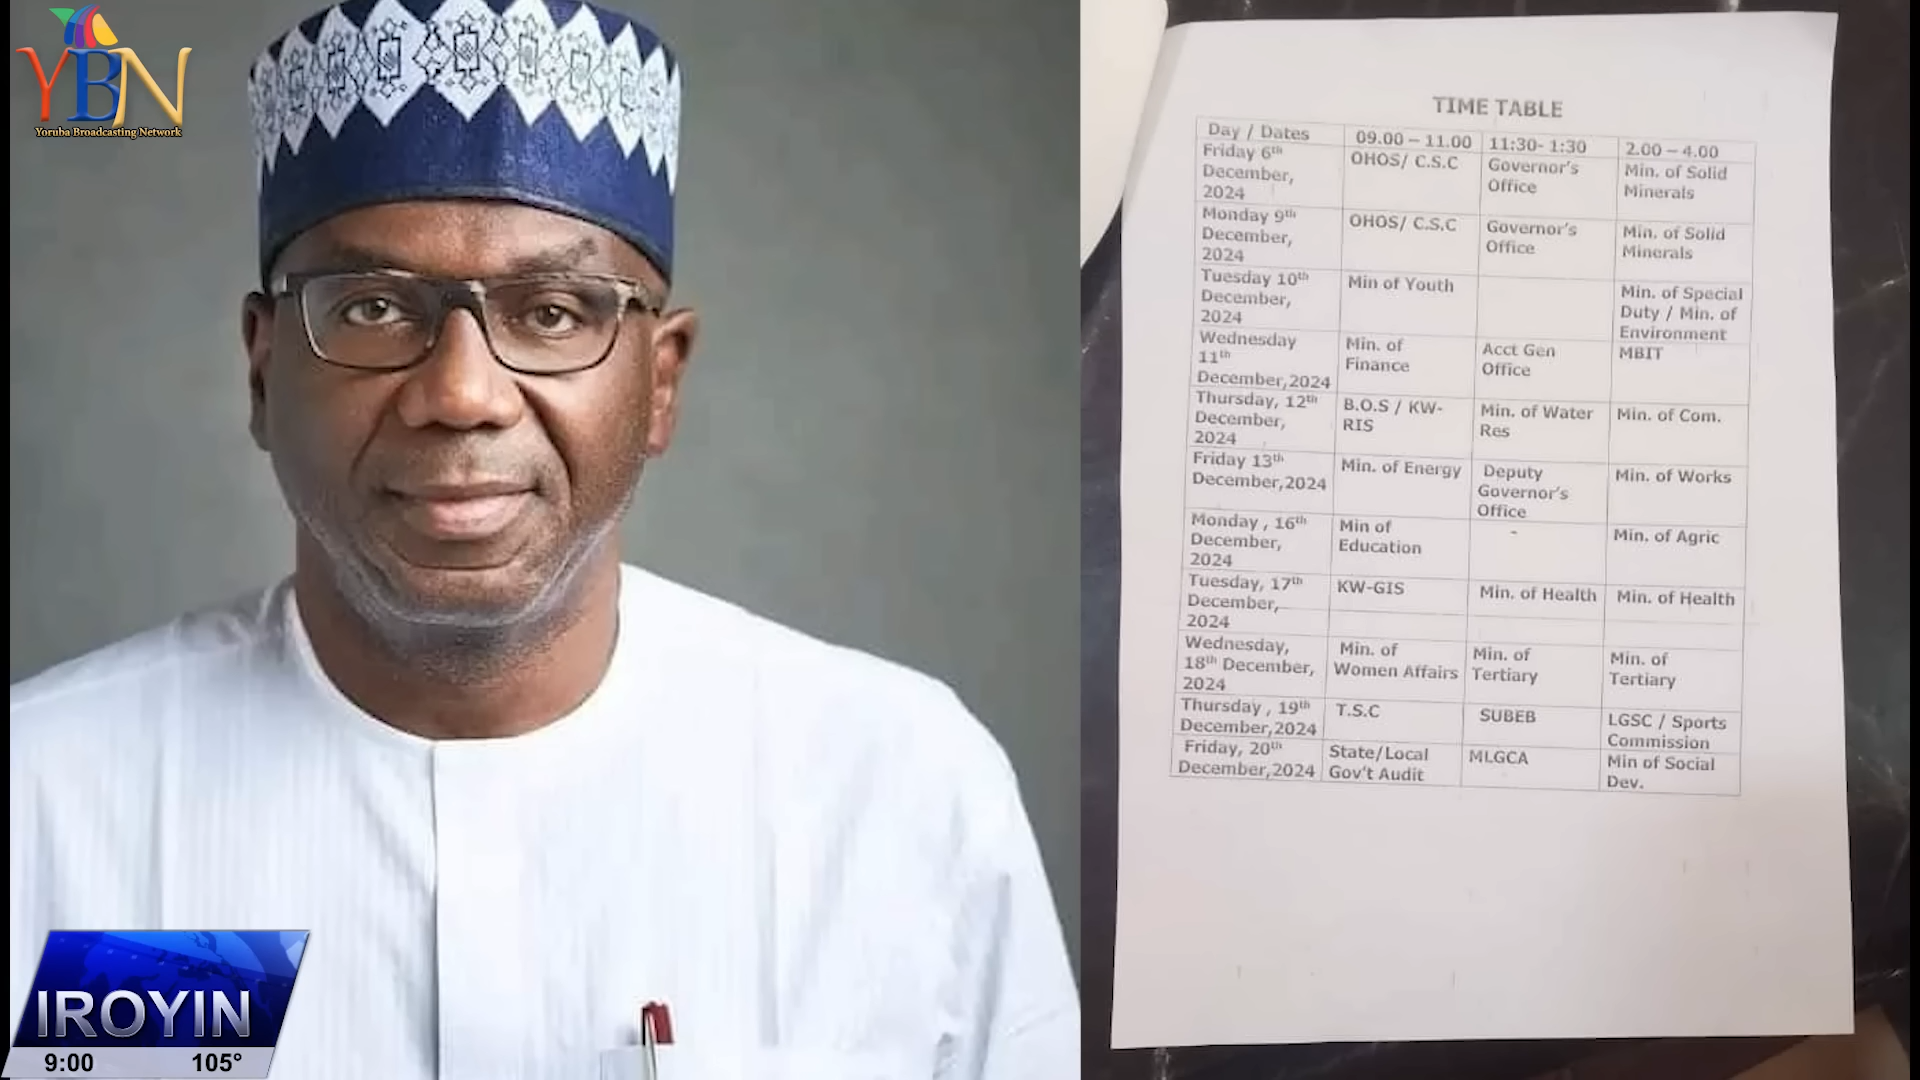 YBN
Yoruba Broadcasting Network
TIME TABLE
Day / Dates
09.00 – 11.00
11:30- 1:30
2.00 – 4.00
Friday 6th
December,
2024
OHOS/ C.S.C
Governor's
Office
Min. of Solid
Minerals
Monday 9th
December,
2024
OHOS/ C.S.C
Governor's
Office
Min. of Solid
Minerals
Tuesday 10th
December,
2024
Min of Youth
Min. of Special
Duty / Min. of
Environment
Wednesday
11th
December,2024
Min. of
Finance
Acct Gen
Office
MBIT
Thursday, 12th
December,
2024
B.O.S / KW-
RIS
Min. of Water
Res
Min. of Com.
Friday 13th
December,2024
Min. of Energy
Deputy
Governor's
Office
Min. of Works
Monday , 16th
December,
2024
Min of
Education
-
Min. of Agric
Tuesday, 17th
December,
2024
KW-GIS
Min. of Health
Min. of Health
Wednesday,
18th December,
2024
Min. of
Women Affairs
Min. of
Tertiary
Min. of
Tertiary
Thursday , 19th
December,2024
T.S.C
SUBEB
LGSC / Sports
Commission
Friday, 20th
December,2024
State/Local
Gov't Audit
MLGCA
Min of Social
Dev.
IROYIN
9:00
105°